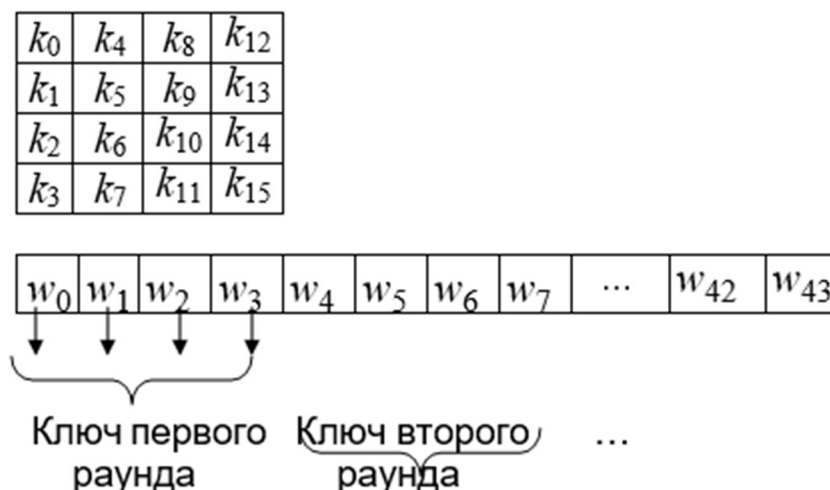 k0 k4 k8 k12
k1 k5 k9 k13
k2 k6 k10 k14
k3 k7 k11 k15
w0 w1 w2 w3 w4 w5 w6 w7 ... w42 w43
Ключ первого Ключ второго ...
раунда раунда